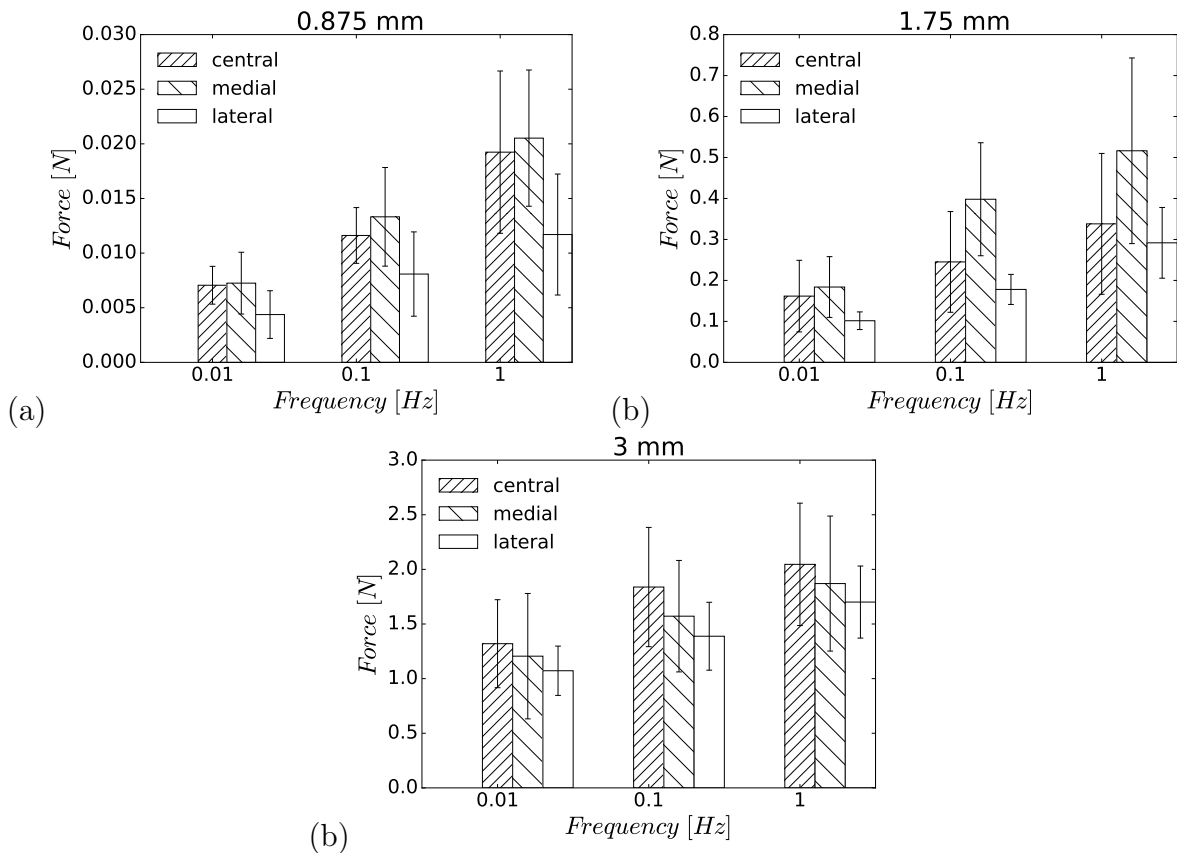 0.875 mm
0.030
0.025
0.020
0.015
0.010
0.005
0.000
Force [N]
central
medial
lateral
0.01 0.1 1
Frequency [Hz]
(a)
1.75 mm
0.8
0.7
0.6
0.5
0.4
0.3
0.2
0.1
0.0
Force [N]
central
medial
lateral
0.01 0.1 1
Frequency [Hz]
(b)
3 mm
3.0
2.5
2.0
1.5
1.0
0.5
0.0
Force [N]
central
medial
lateral
0.01 0.1 1
Frequency [Hz]
(b)